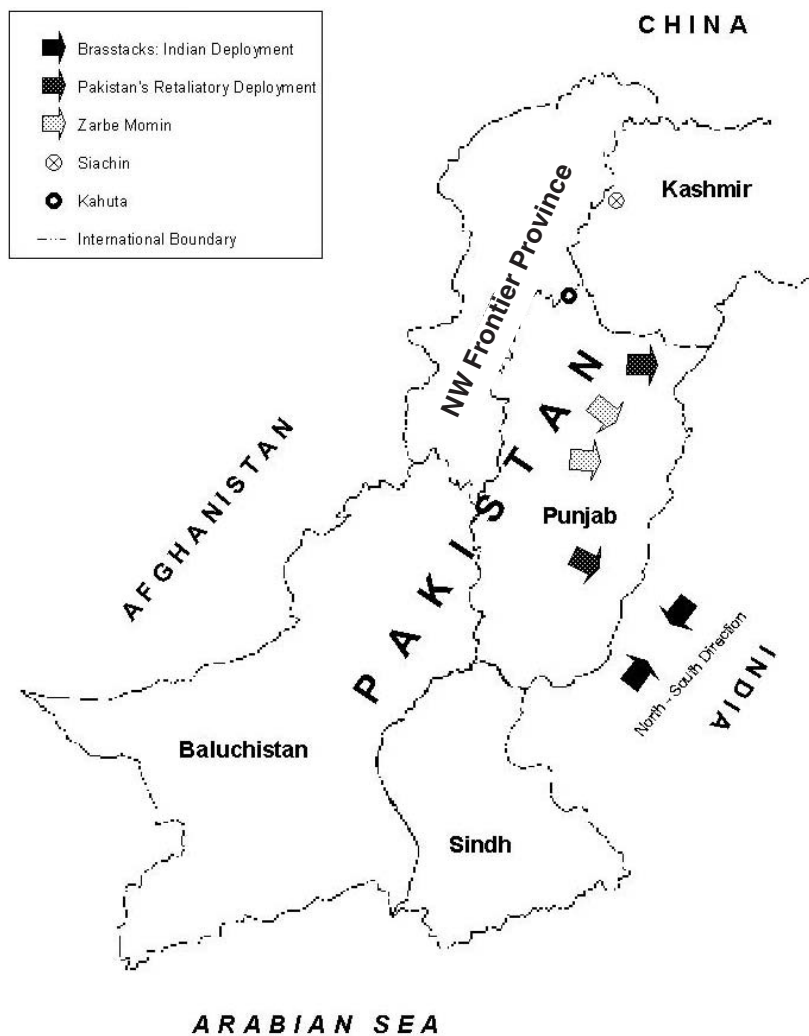 CHINA
Brasstacks: Indian Deployment
Pakistan's Retaliatory Deployment
Zarbe Momin
Siachin
Kahuta
International Boundary
Kashmir
NW Frontier Province
AFGHANISTAN
PAKISTAN
Punjab
North - South Direction
INDIA
Baluchistan
Sindh
ARABIAN SEA